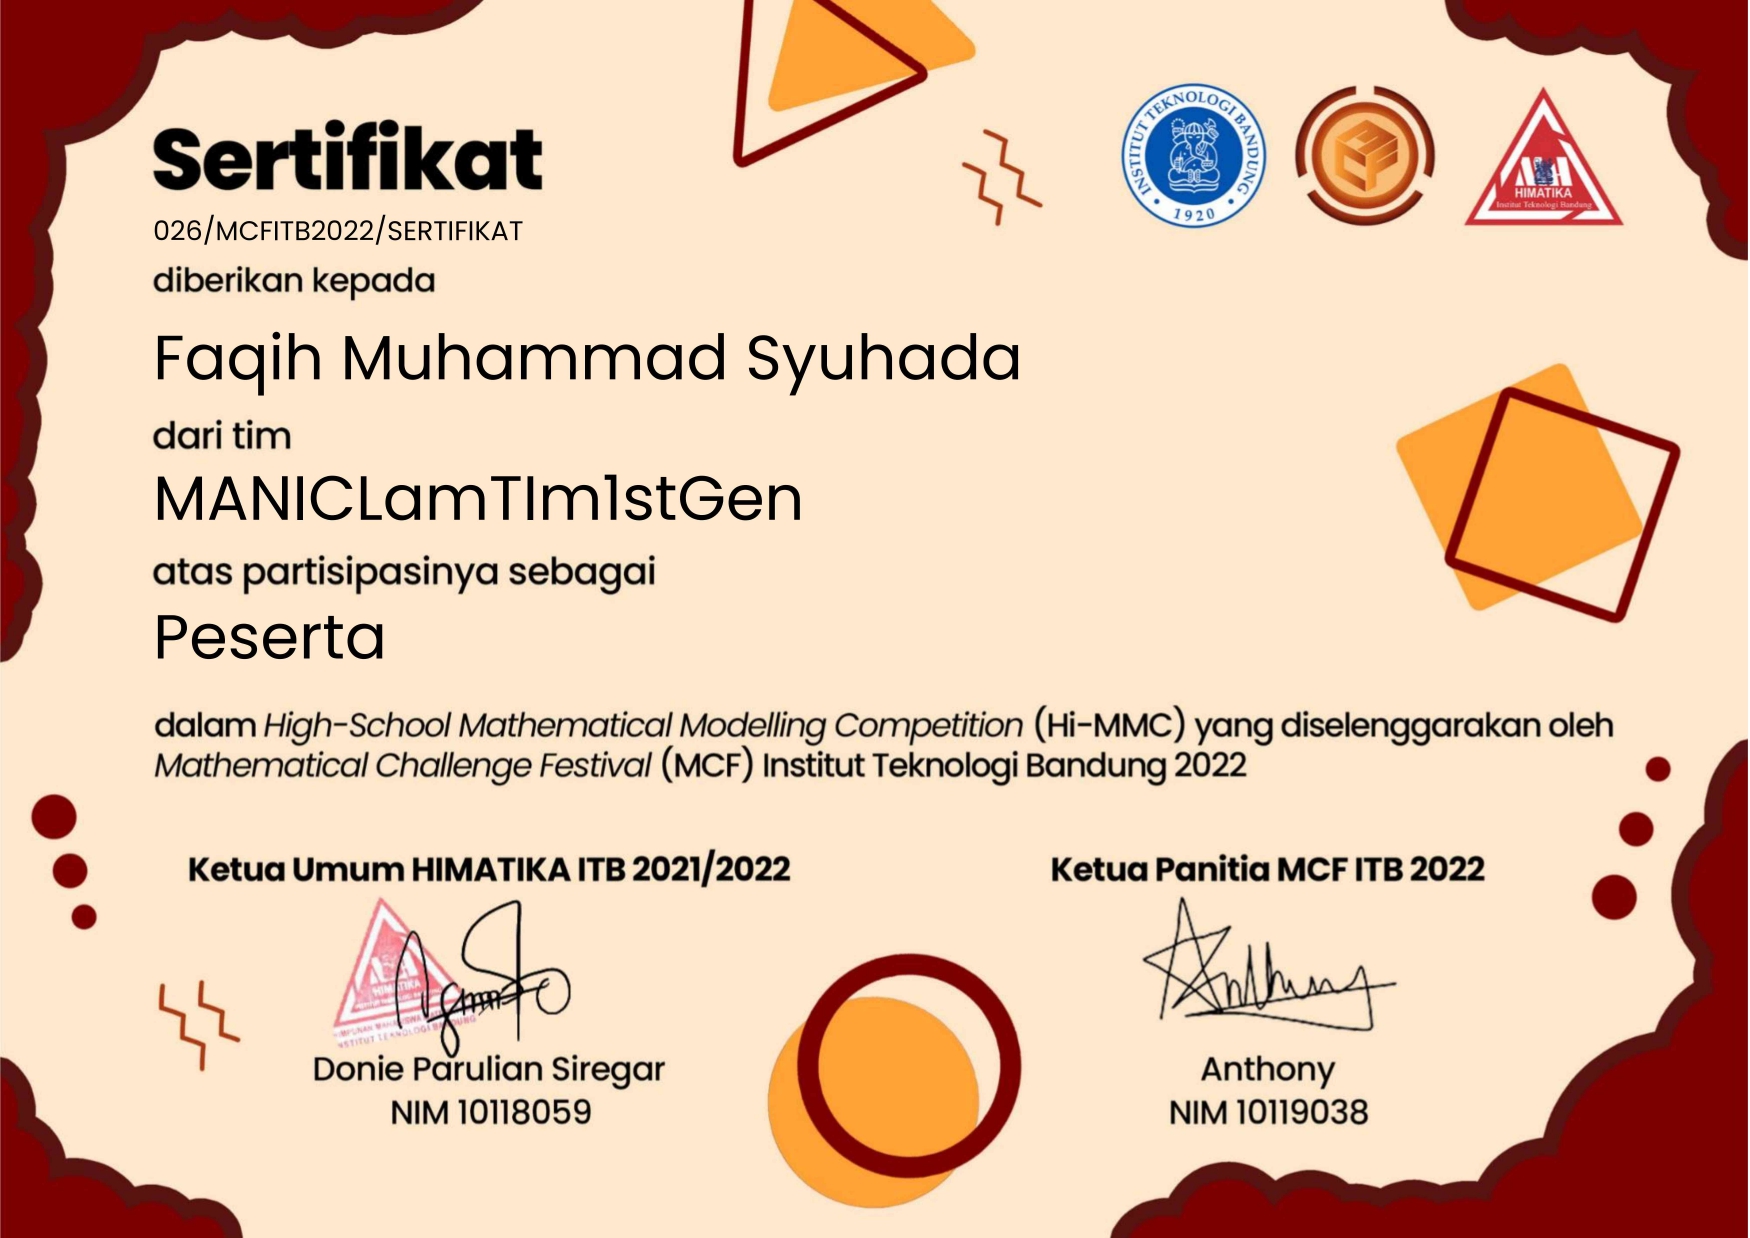 Sertifikat
026/MCFITB2022/SERTIFIKAT
diberikan kepada
Faqih Muhammad Syuhada
dari tim
MANICLamTIm1stGen
atas partisipasinya sebagai
Peserta
dalam High-School Mathematical Modelling Competition (Hi-MMC) yang diselenggarakan oleh
Mathematical Challenge Festival (MCF) Institut Teknologi Bandung 2022
INSTITUT TEKNOLOGI BANDUNG
1920
MCF
HIMATIKA
Institut Teknologi Bandung
Ketua Umum HIMATIKA ITB 2021/2022
HIMATIKA
INSTITUT TEKNOLOGI BANDUNG
Donie Parulian Siregar
NIM 10118059
Ketua Panitia MCF ITB 2022
Anthony
Anthony
NIM 10119038